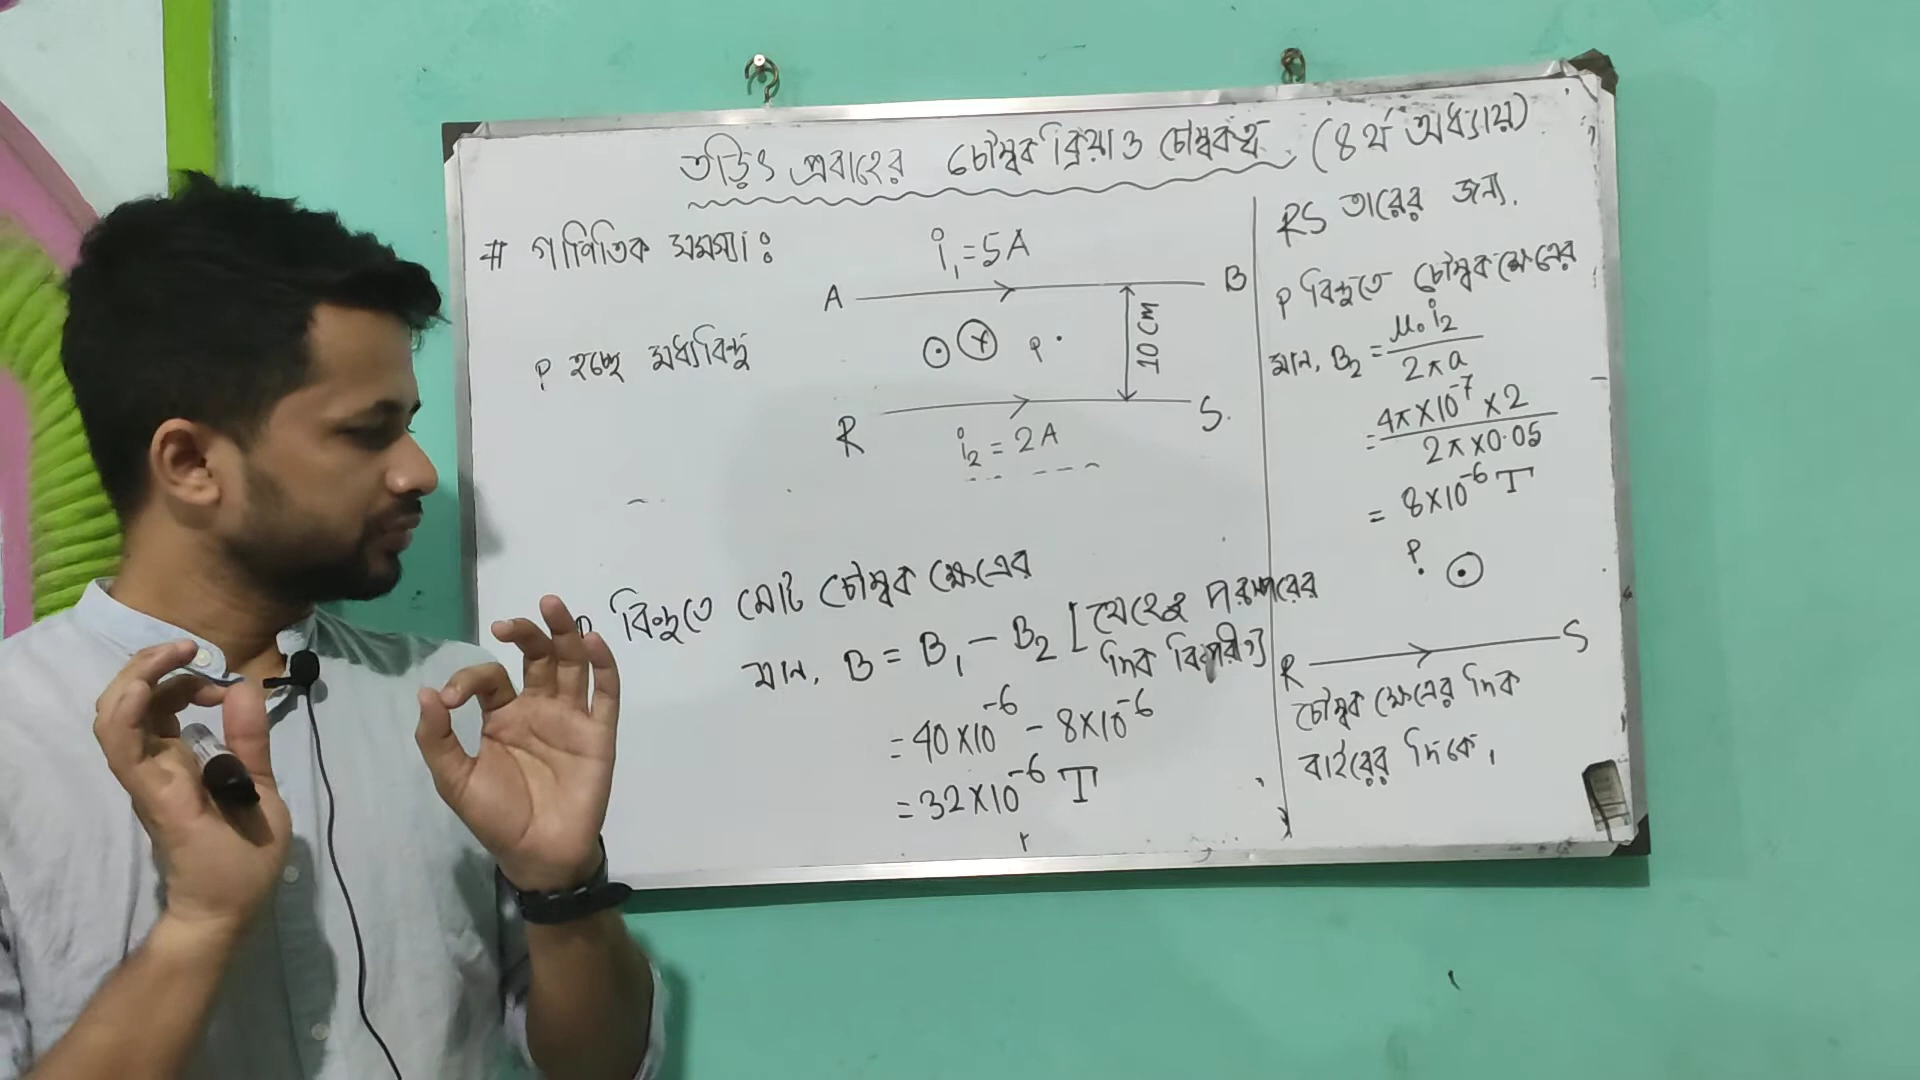 তড়িৎ প্রবাহের চৌম্বক ক্রিয়া ও চৌম্বকত্ব (৪র্থ অধ্যায়)
# গাণিতিক সমস্যা :
P হচ্ছে মধ্যবিন্দু
i₁ = 5A
A B
P
10 CM
R S
i₂ = 2A
P বিন্দুতে মোট চৌম্বক ক্ষেত্রের
মান, B = B₁ - B₂ [যেহেতু পরস্পরের
দিক বিপরীত]
= 40×10⁻⁶ - 8×10⁻⁶
= 32×10⁻⁶ T
RS তারের জন্য,
P বিন্দুতে চৌম্বক ক্ষেত্রের
মান, B₂ = μ₀i₂ / 2πa
= 4π×10⁻⁷ × 2 / 2π×0.05
= 8×10⁻⁶ T
P
R S
চৌম্বক ক্ষেত্রের দিক
বাইরের দিকে,